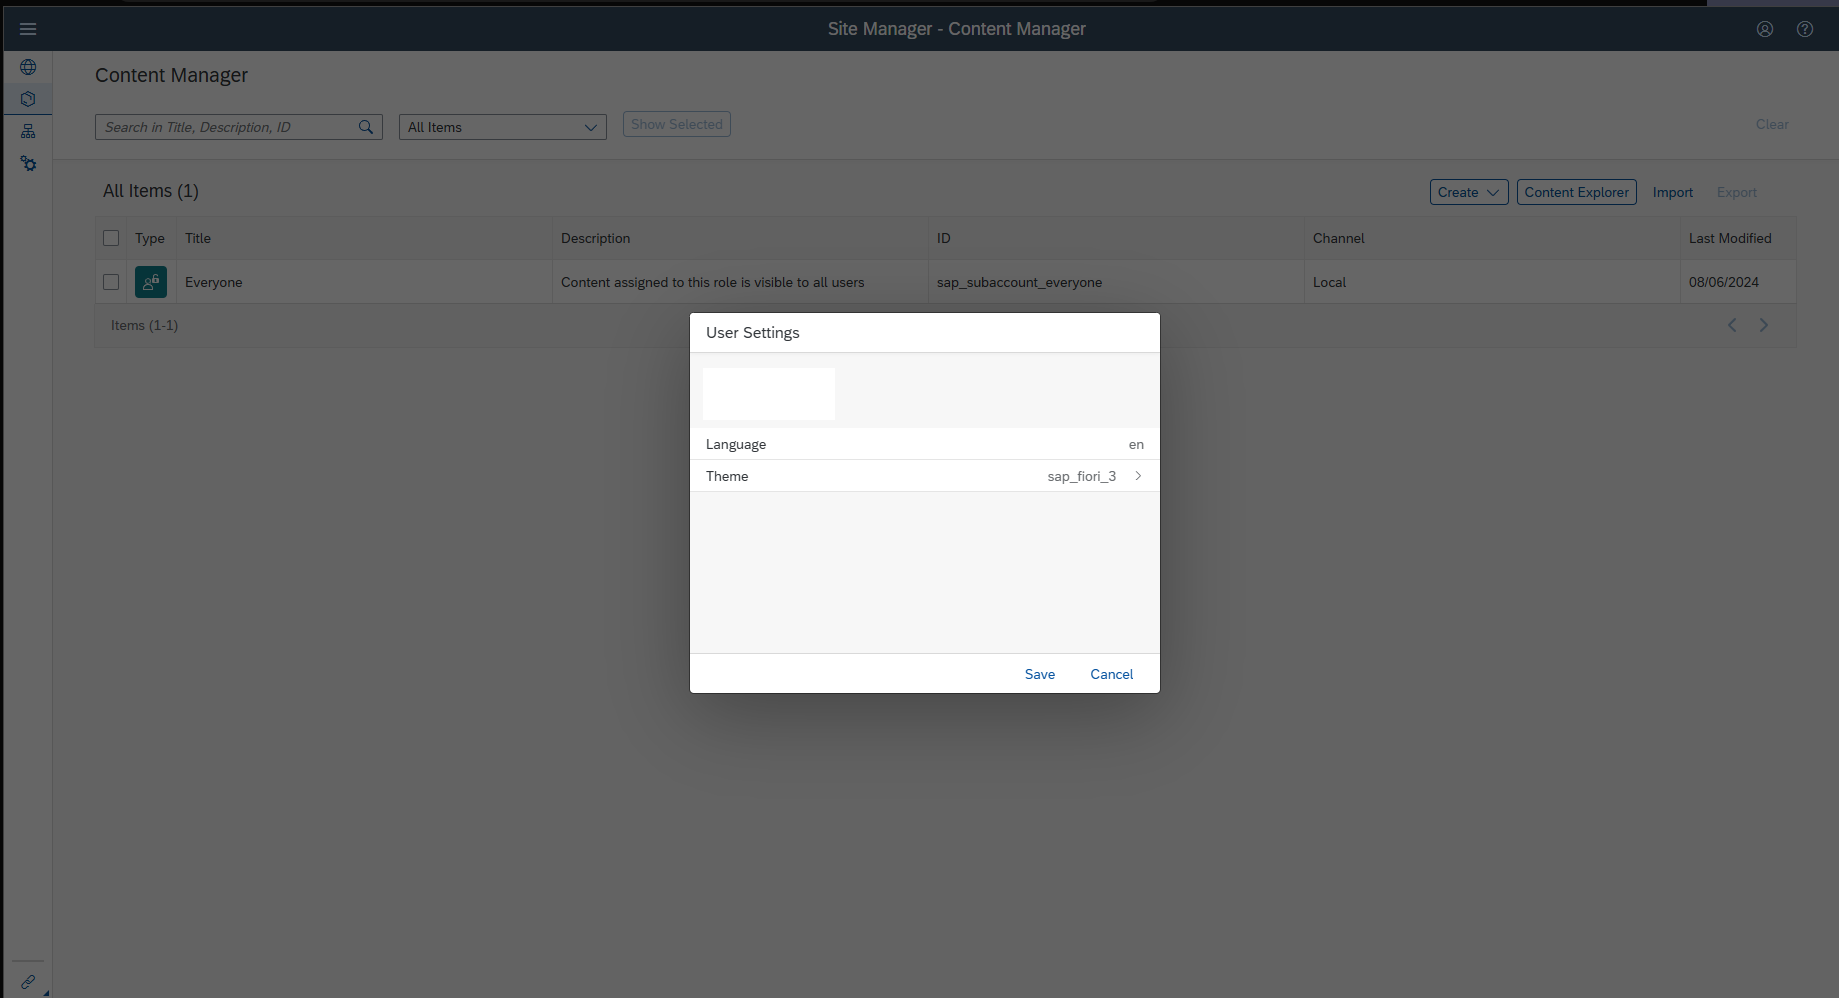 Site Manager - Content Manager
Content Manager
Search in Title, Description, ID
All Items
Show Selected
Clear
All Items (1)
Create
Content Explorer
Import
Export
Type
Title
Description
ID
Channel
Last Modified
Everyone
Content assigned to this role is visible to all users
sap_subaccount_everyone
Local
08/06/2024
Items (1-1)
User Settings
Language
en
Theme
sap_fiori_3
Save
Cancel